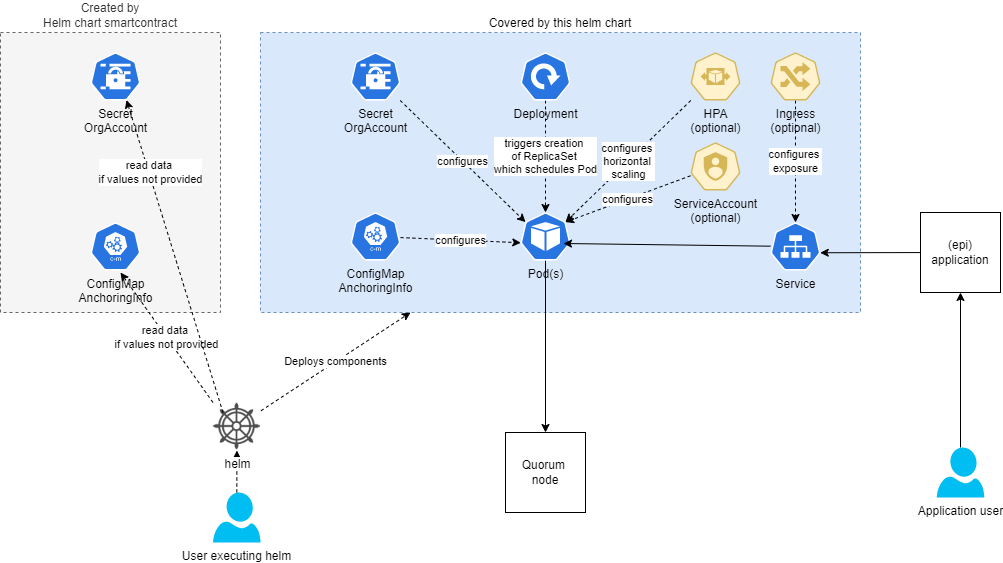 Created by
Helm chart smartcontract
Covered by this helm chart
Secret
OrgAccount
Secret
OrgAccount
Deployment
HPA
(optional)
Ingress
(optional)
read data
if values not provided
configures
triggers creation
of ReplicaSet
which schedules Pod
configures
horizontal
scaling
configures
exposure
configures
ServiceAccount
(optional)
c-m
ConfigMap
AnchoringInfo
c-m
ConfigMap
AnchoringInfo
configures
Pod(s)
Service
(epi)
application
read data
if values not provided
Deploys components
helm
Quorum
node
User executing helm
Application user